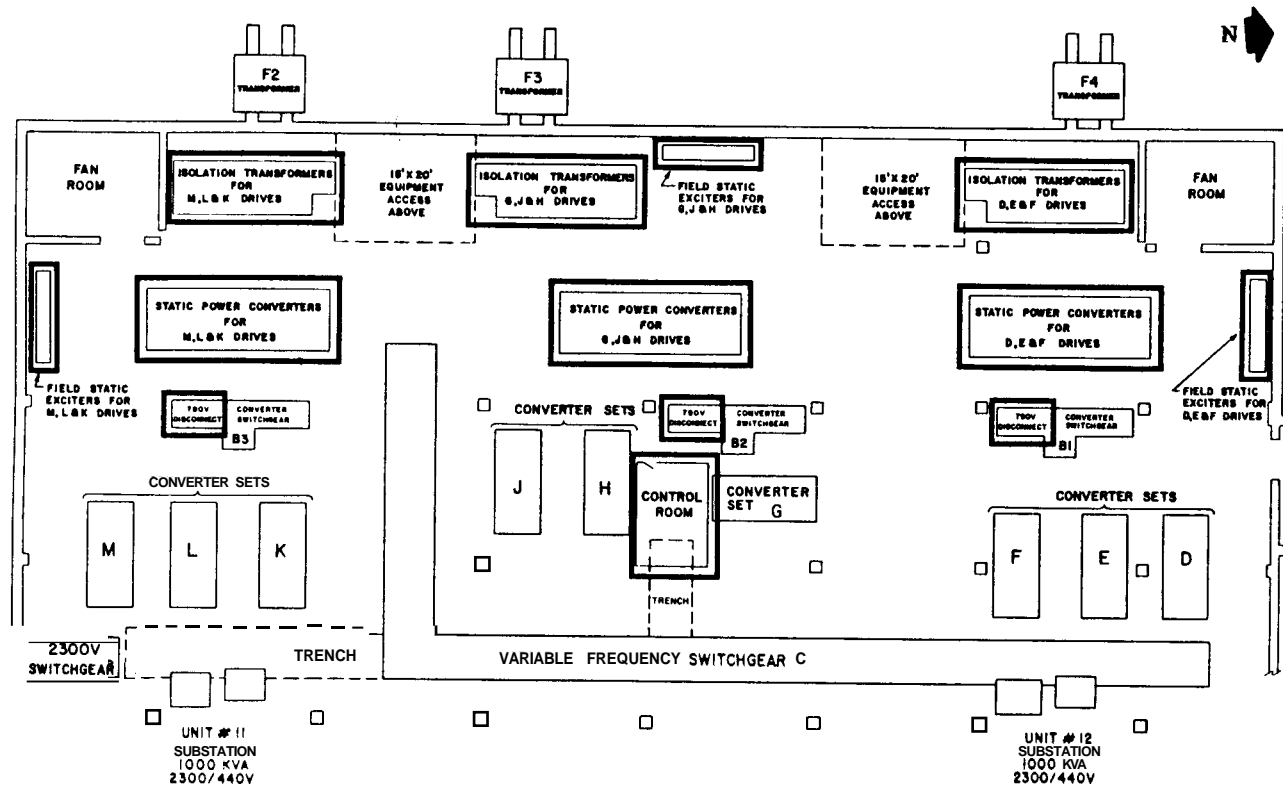 N
F2
TRANSFORMER
F3
TRANSFORMER
F4
TRANSFORMER
FAN
ROOM
ISOLATION TRANSFORMERS
FOR
M,L&K DRIVES
15'X 20'
EQUIPMENT
ACCESS
ABOVE
ISOLATION TRANSFORMERS
FOR
G,J&H DRIVES
FIELD STATIC
EXCITERS FOR
G,J&H DRIVES
15'X 20'
EQUIPMENT
ACCESS
ABOVE
ISOLATION TRANSFORMERS
FOR
D,E&F DRIVES
FAN
ROOM
STATIC POWER CONVERTERS
FOR
M,L&K DRIVES
STATIC POWER CONVERTERS
FOR
G,J&H DRIVES
STATIC POWER CONVERTERS
FOR
D,E&F DRIVES
FIELD STATIC
EXCITERS FOR
M,L&K DRIVES
750V
DISCONNECT
CONVERTER
SWITCHGEAR
B3
CONVERTER SETS
750V
DISCONNECT
CONVERTER
SWITCHGEAR
B2
750V
DISCONNECT
CONVERTER
SWITCHGEAR
B1
FIELD STATIC
EXCITERS FOR
D,E&F DRIVES
CONVERTER SETS
M
L
K
J
H
CONTROL
ROOM
CONVERTER
SET G
CONVERTER SETS
F
E
D
TRENCH
2300V
SWITCHGEAR
TRENCH
VARIABLE FREQUENCY SWITCHGEAR C
UNIT # 11
SUBSTATION
1000 KVA
2300/440V
UNIT # 12
SUBSTATION
1000 KVA
2300/440V